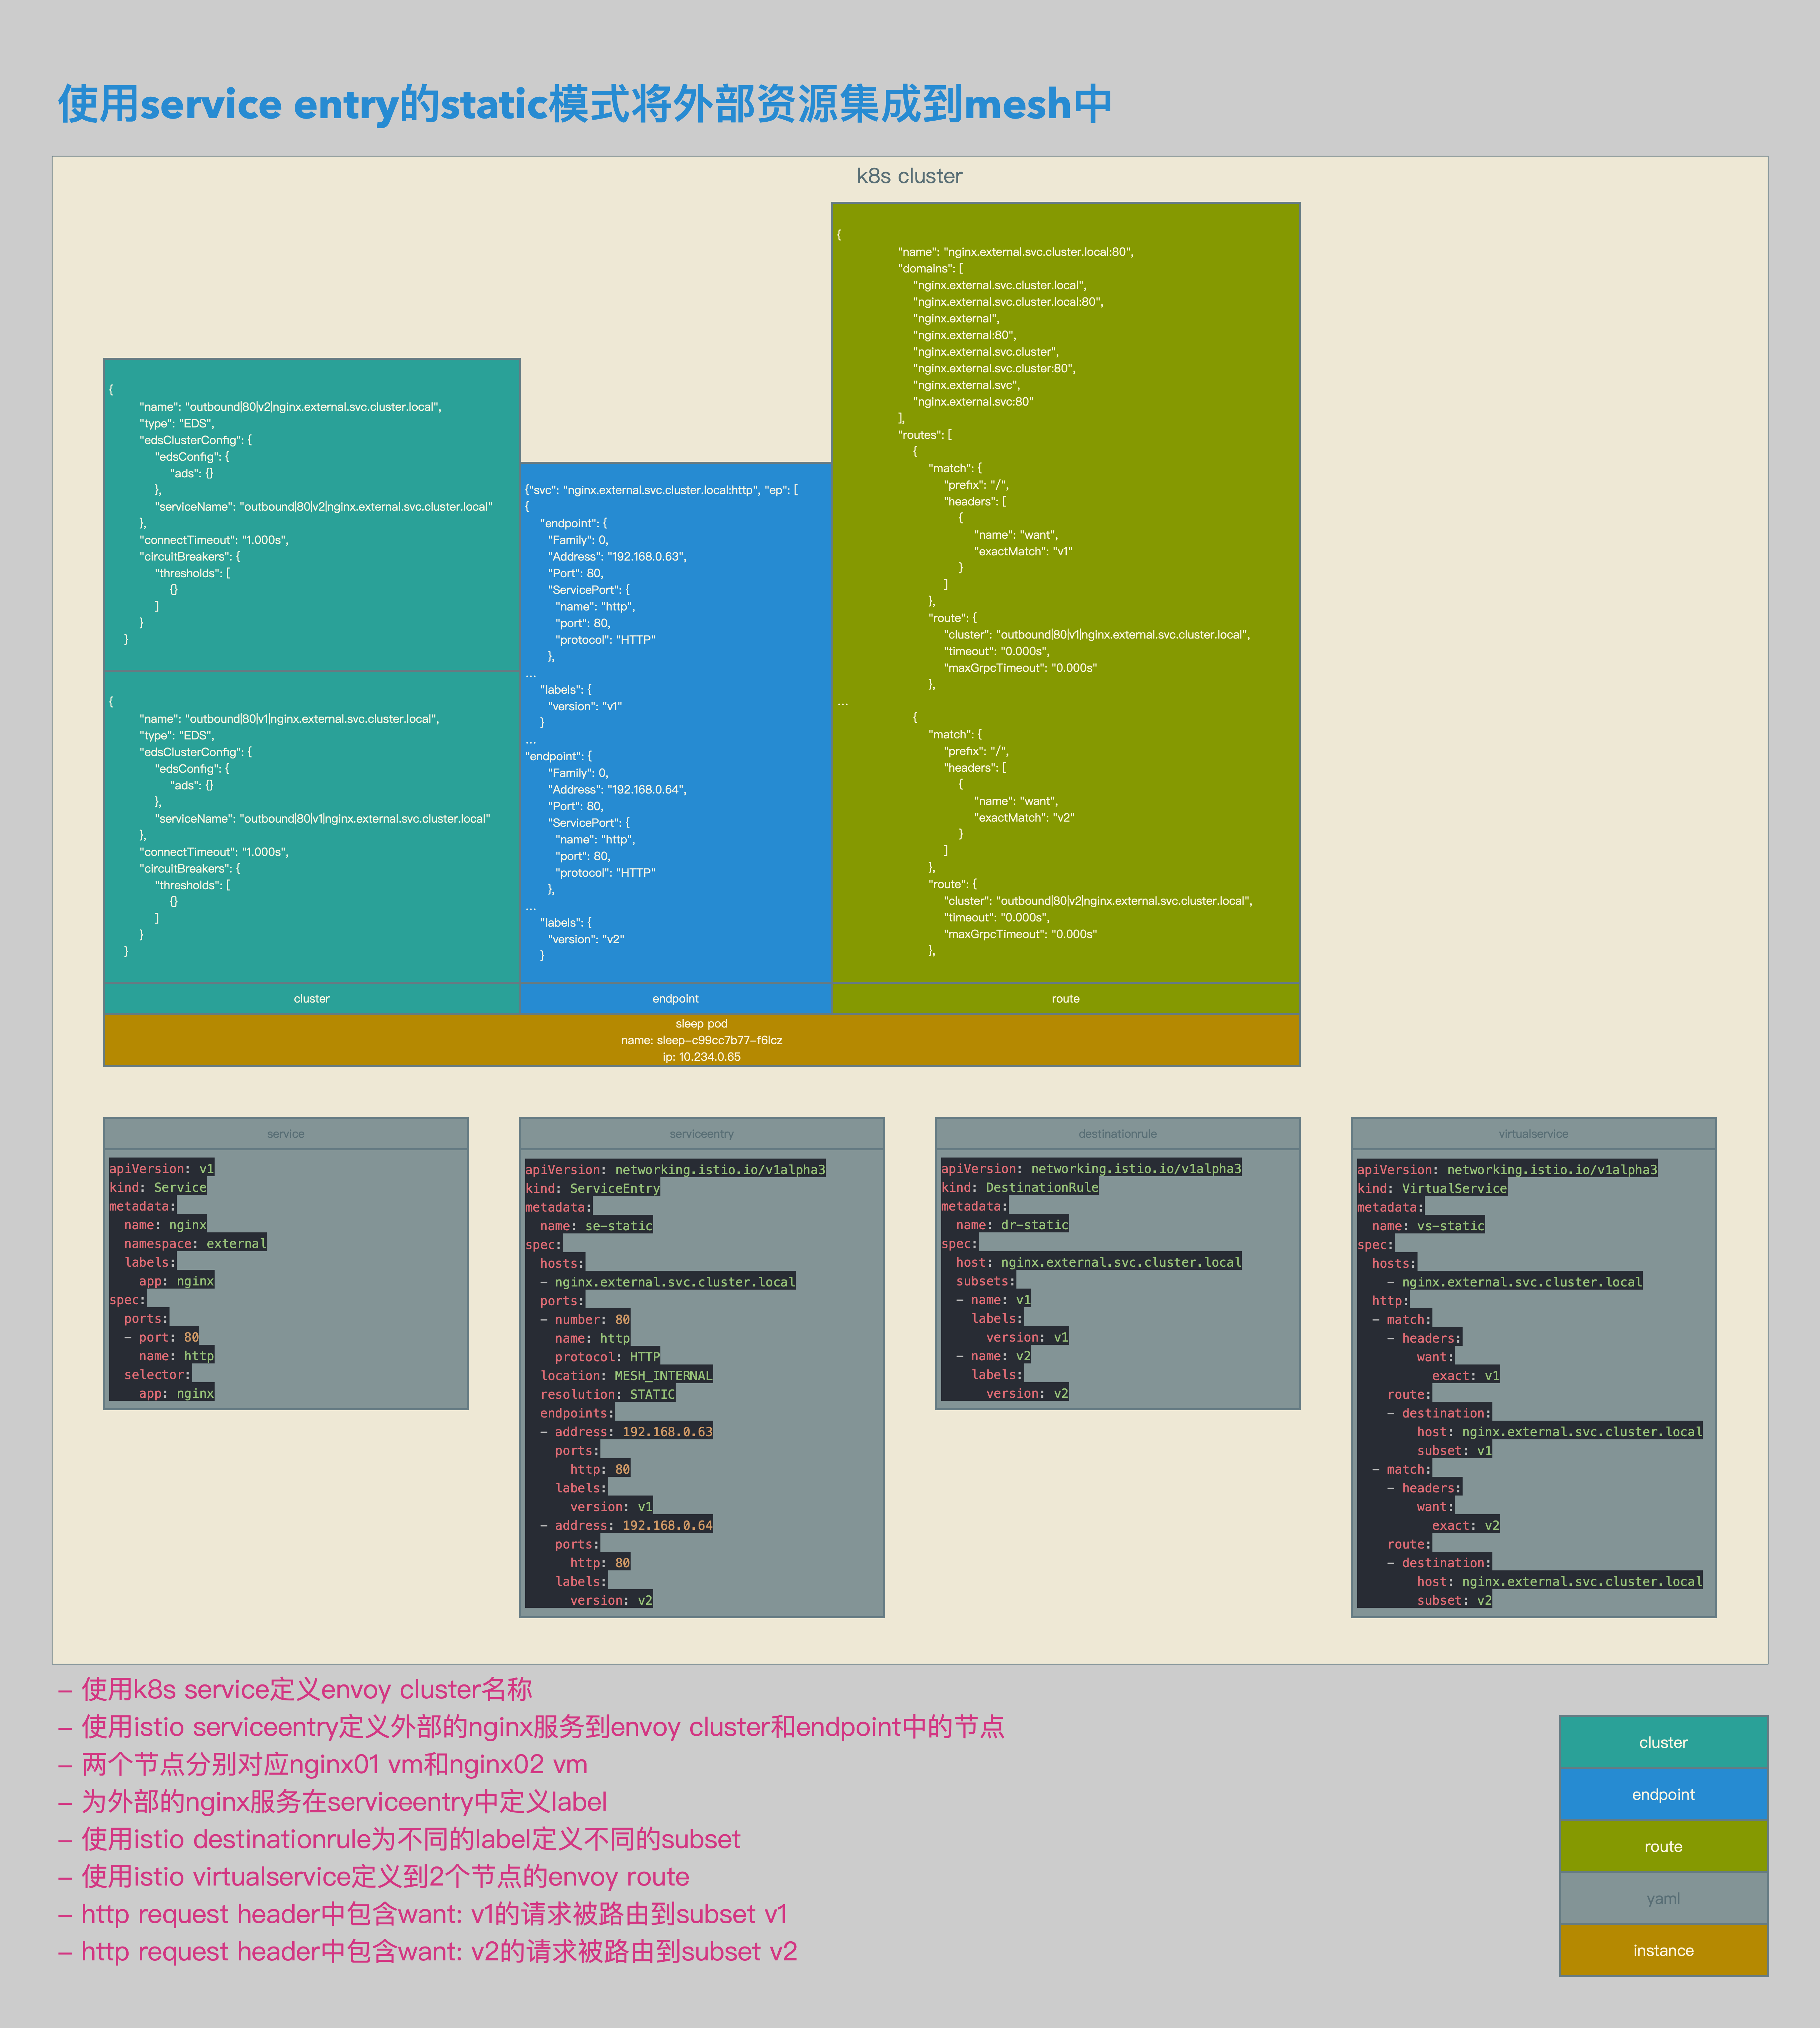 使用service entry的static模式将外部资源集成到mesh中
k8s cluster
{
"name": "outbound|80|v2|nginx.external.svc.cluster.local",
"type": "EDS",
"edsClusterConfig": {
"edsConfig": {
"ads": {}
},
"serviceName": "outbound|80|v2|nginx.external.svc.cluster.local"
},
"connectTimeout": "1.000s",
"circuitBreakers": {
"thresholds": [
{}
]
}
}
{
"name": "outbound|80|v1|nginx.external.svc.cluster.local",
"type": "EDS",
"edsClusterConfig": {
"edsConfig": {
"ads": {}
},
"serviceName": "outbound|80|v1|nginx.external.svc.cluster.local"
},
"connectTimeout": "1.000s",
"circuitBreakers": {
"thresholds": [
{}
]
}
}
cluster
{"svc": "nginx.external.svc.cluster.local:http", "ep": [
{
"endpoint": {
"Family": 0,
"Address": "192.168.0.63",
"Port": 80,
"ServicePort": {
"name": "http",
"port": 80,
"protocol": "HTTP"
},
...
"labels": {
"version": "v1"
}
...
"endpoint": {
"Family": 0,
"Address": "192.168.0.64",
"Port": 80,
"ServicePort": {
"name": "http",
"port": 80,
"protocol": "HTTP"
},
...
"labels": {
"version": "v2"
}
endpoint
{
"name": "nginx.external.svc.cluster.local:80",
"domains": [
"nginx.external.svc.cluster.local",
"nginx.external.svc.cluster.local:80",
"nginx.external",
"nginx.external:80",
"nginx.external.svc.cluster",
"nginx.external.svc.cluster:80",
"nginx.external.svc",
"nginx.external.svc:80"
],
"routes": [
{
"match": {
"prefix": "/",
"headers": [
{
"name": "want",
"exactMatch": "v1"
}
]
},
"route": {
"cluster": "outbound|80|v1|nginx.external.svc.cluster.local",
"timeout": "0.000s",
"maxGrpcTimeout": "0.000s"
},
...
{
"match": {
"prefix": "/",
"headers": [
{
"name": "want",
"exactMatch": "v2"
}
]
},
"route": {
"cluster": "outbound|80|v2|nginx.external.svc.cluster.local",
"timeout": "0.000s",
"maxGrpcTimeout": "0.000s"
},
route
sleep pod
name: sleep-c99cc7b77-f6lcz
ip: 10.234.0.65
service
apiVersion: v1
kind: Service
metadata:
name: nginx
namespace: external
labels:
app: nginx
spec:
ports:
- port: 80
name: http
selector:
app: nginx
serviceentry
apiVersion: networking.istio.io/v1alpha3
kind: ServiceEntry
metadata:
name: se-static
spec:
hosts:
- nginx.external.svc.cluster.local
ports:
- number: 80
name: http
protocol: HTTP
location: MESH_INTERNAL
resolution: STATIC
endpoints:
- address: 192.168.0.63
ports:
http: 80
labels:
version: v1
- address: 192.168.0.64
ports:
http: 80
labels:
version: v2
destinationrule
apiVersion: networking.istio.io/v1alpha3
kind: DestinationRule
metadata:
name: dr-static
spec:
host: nginx.external.svc.cluster.local
subsets:
- name: v1
labels:
version: v1
- name: v2
labels:
version: v2
virtualservice
apiVersion: networking.istio.io/v1alpha3
kind: VirtualService
metadata:
name: vs-static
spec:
hosts:
- nginx.external.svc.cluster.local
http:
- match:
- headers:
want:
exact: v1
route:
- destination:
host: nginx.external.svc.cluster.local
subset: v1
- match:
- headers:
want:
exact: v2
route:
- destination:
host: nginx.external.svc.cluster.local
subset: v2
- 使用k8s service定义envoy cluster名称
- 使用istio serviceentry定义外部的nginx服务到envoy cluster和endpoint中的节点
- 两个节点分别对应nginx01 vm和nginx02 vm
- 为外部的nginx服务在serviceentry中定义label
- 使用istio destinationrule为不同的label定义不同的subset
- 使用istio virtualservice定义到2个节点的envoy route
- http request header中包含want: v1的请求被路由到subset v1
- http request header中包含want: v2的请求被路由到subset v2
cluster
endpoint
route
yaml
instance